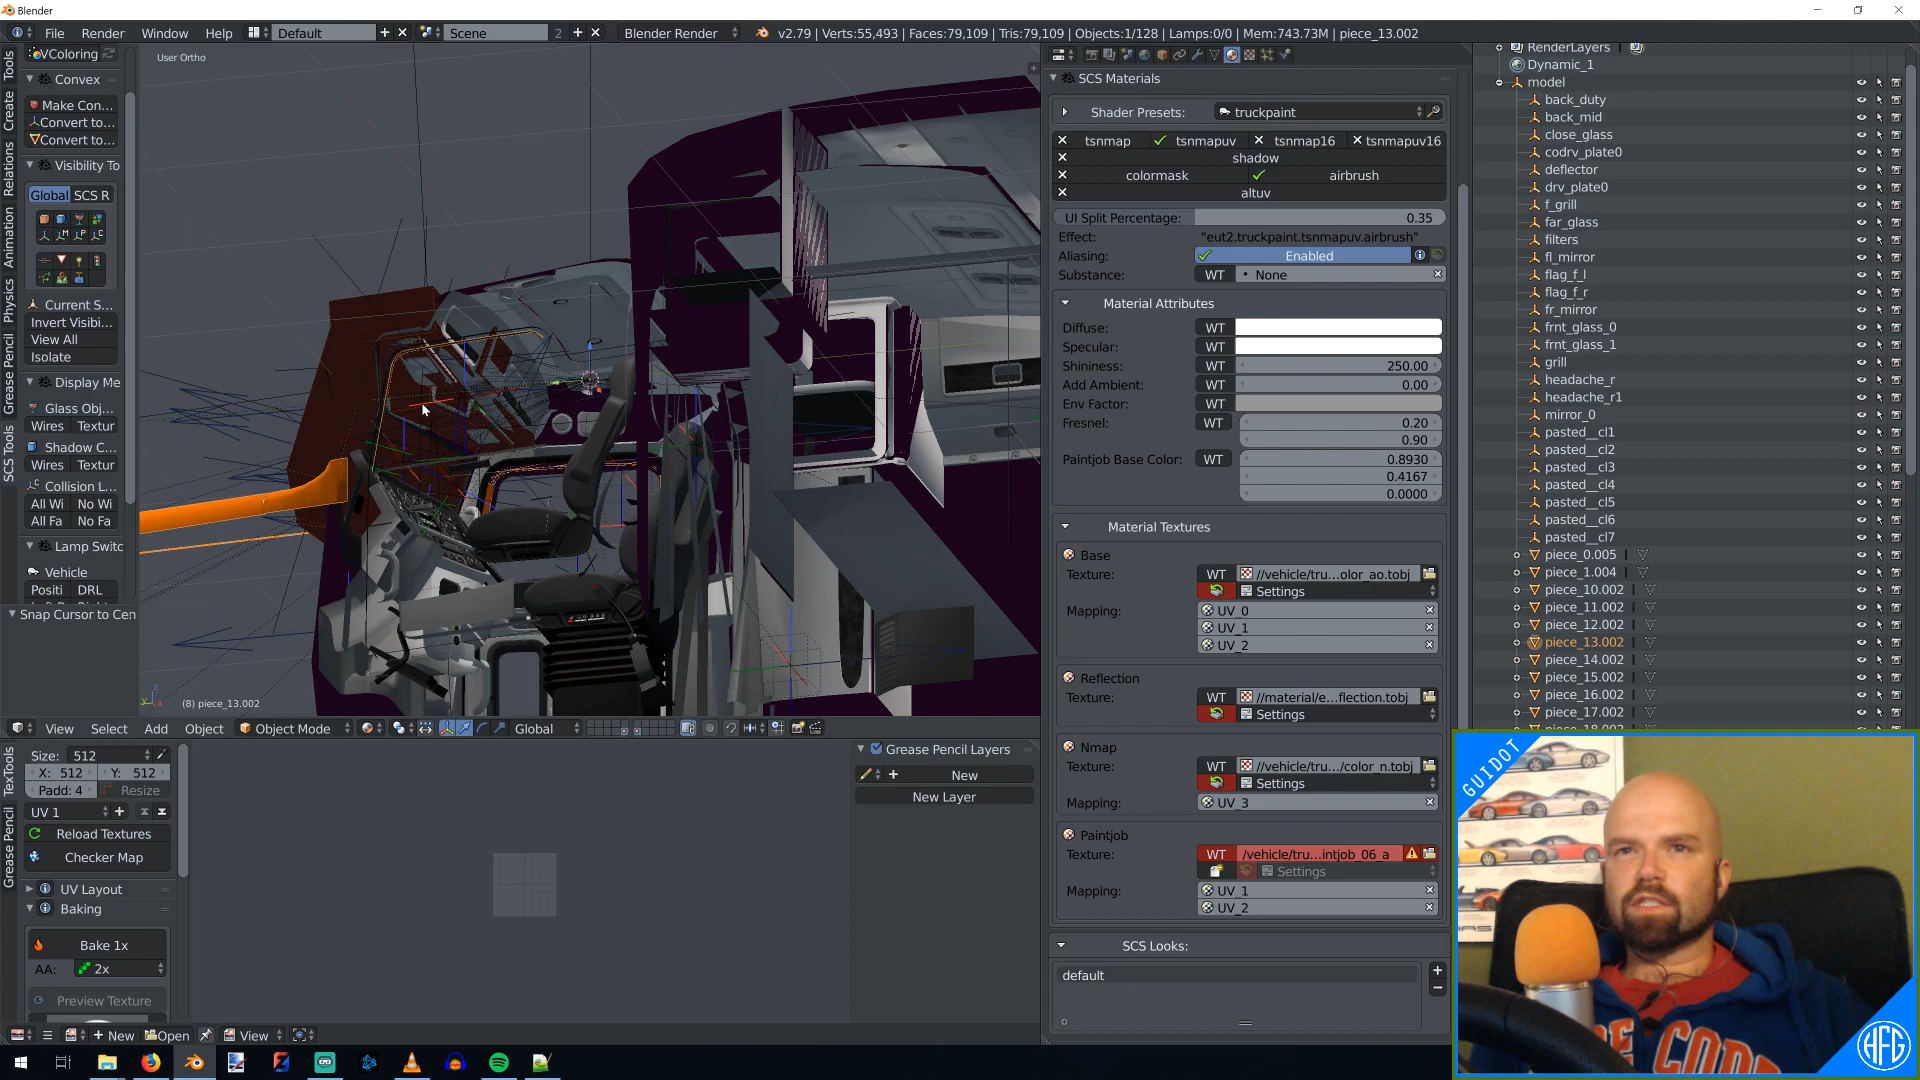 Blender
File Render Window Help Default Scene 2 Blender Render v2.79 | Verts:55,493 | Faces:79,109 | Tris:79,109 | Objects:1/128 | Lamps:0/0 | Mem:743.73M | piece_13.002
Tools
Create
Relations
Animation
Physics
Grease Pencil
SCS Tools
VColoring
Convex
Make Con...
Convert to...
Convert to...
Visibility To
Global SCS R
Current S...
Invert Visibi...
View All
Isolate
Display Me
Glass Obj...
Wires Textur
Shadow C...
Wires Textur
Collision L...
All Wi No Wi
All Fa No Fa
Lamp Switc
Vehicle
Positi DRL
Snap Cursor to Cen
User Ortho
(8) piece_13.002
View Select Add Object Object Mode Global
TexTools
Grease Pencil
Size: 512
X: 512 Y: 512
Padd: 4 Resize
UV 1
Reload Textures
Checker Map
UV Layout
Baking
Bake 1x
AA: 2x
Preview Texture
Grease Pencil Layers
New
New Layer
New Open View
SCS Materials
Shader Presets: truckpaint
tsnmap tsnmapuv tsnmap16 tsnmapuv16
shadow
colormask airbrush
altuv
UI Split Percentage: 0.35
Effect: "eut2.truckpaint.tsnmapuv.airbrush"
Aliasing: Enabled
Substance: WT None
Material Attributes
Diffuse: WT
Specular: WT
Shininess: WT 250.00
Add Ambient: WT 0.00
Env Factor: WT
Fresnel: WT 0.20
0.90
Paintjob Base Color: WT 0.8930
0.4167
0.0000
Material Textures
Base
Texture: WT //vehicle/tru...olor_ao.tobj
Settings
Mapping: UV_0
UV_1
UV_2
Reflection
Texture: WT //material/e...flection.tobj
Settings
Nmap
Texture: WT //vehicle/tru.../color_n.tobj
Settings
Mapping: UV_3
Paintjob
Texture: WT /vehicle/tru...intjob_06_a
Settings
Mapping: UV_1
UV_2
SCS Looks:
default
RenderLayers
Dynamic_1
model
back_duty
back_mid
close_glass
codrv_plate0
deflector
drv_plate0
f_grill
far_glass
filters
fl_mirror
flag_f_l
flag_f_r
fr_mirror
frnt_glass_0
frnt_glass_1
grill
headache_r
headache_r1
mirror_0
pasted__cl1
pasted__cl2
pasted__cl3
pasted__cl4
pasted__cl5
pasted__cl6
pasted__cl7
piece_0.005
piece_1.004
piece_10.002
piece_11.002
piece_12.002
piece_13.002
piece_14.002
piece_15.002
piece_16.002
piece_17.002
GUIDOT
HFG